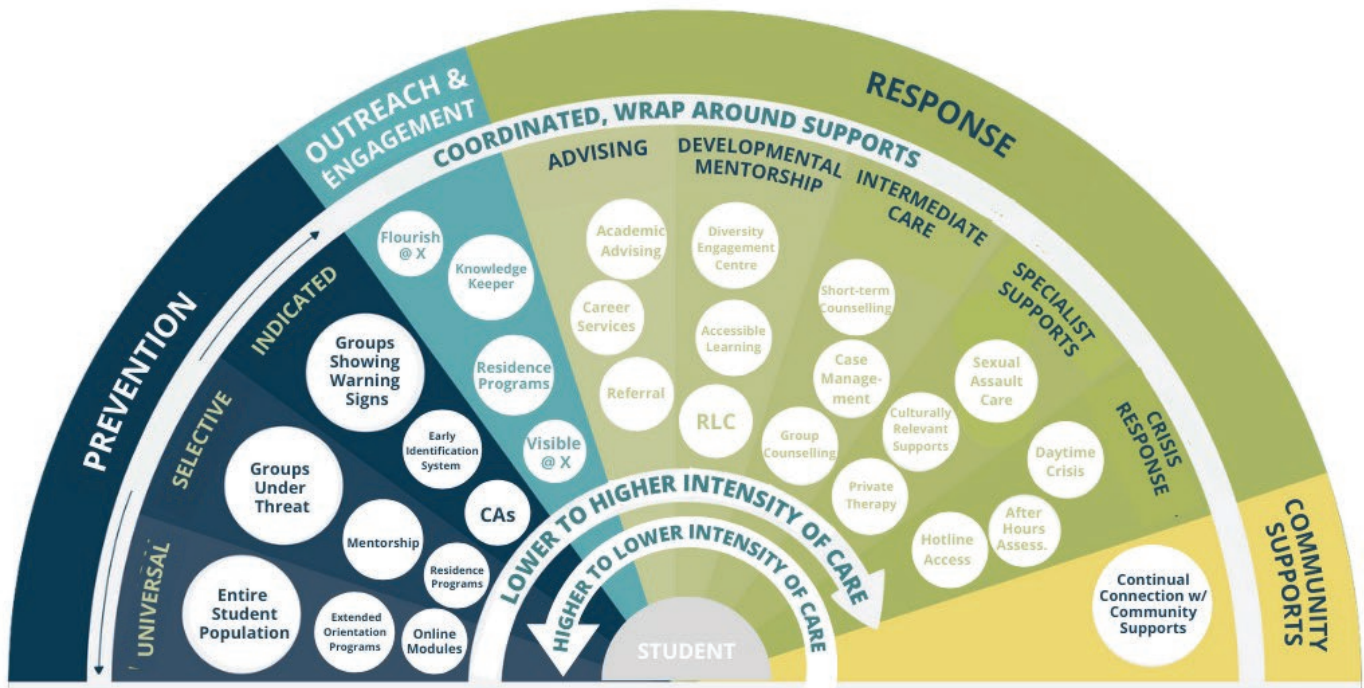 PREVENTION
OUTREACH &
ENGAGEMENT
RESPONSE
COMMUNITY
SUPPORTS
COORDINATED, WRAP AROUND SUPPORTS
UNIVERSAL
Entire
Student
Population
Extended
Orientation
Programs
Online
Modules
SELECTIVE
Groups
Under
Threat
Mentorship
Residence
Programs
INDICATED
Groups
Showing
Warning
Signs
Early
Identification
System
CAs
Flourish
@ X
Knowledge
Keeper
Residence
Programs
Visible
@ X
ADVISING
Academic
Advising
Career
Services
Referral
DEVELOPMENTAL
MENTORSHIP
Diversity
Engagement
Centre
Accessible
Learning
RLC
INTERMEDIATE
CARE
Short-term
Counselling
Case
Manage-
ment
Group
Counselling
SPECIALIST
SUPPORTS
Sexual
Assault
Care
Culturally
Relevant
Supports
Private
Therapy
CRISIS
RESPONSE
Daytime
Crisis
After
Hours
Assess.
Hotline
Access
Continual
Connection w/
Community
Supports
LOWER TO HIGHER INTENSITY OF CARE
HIGHER TO LOWER INTENSITY OF CARE
STUDENT